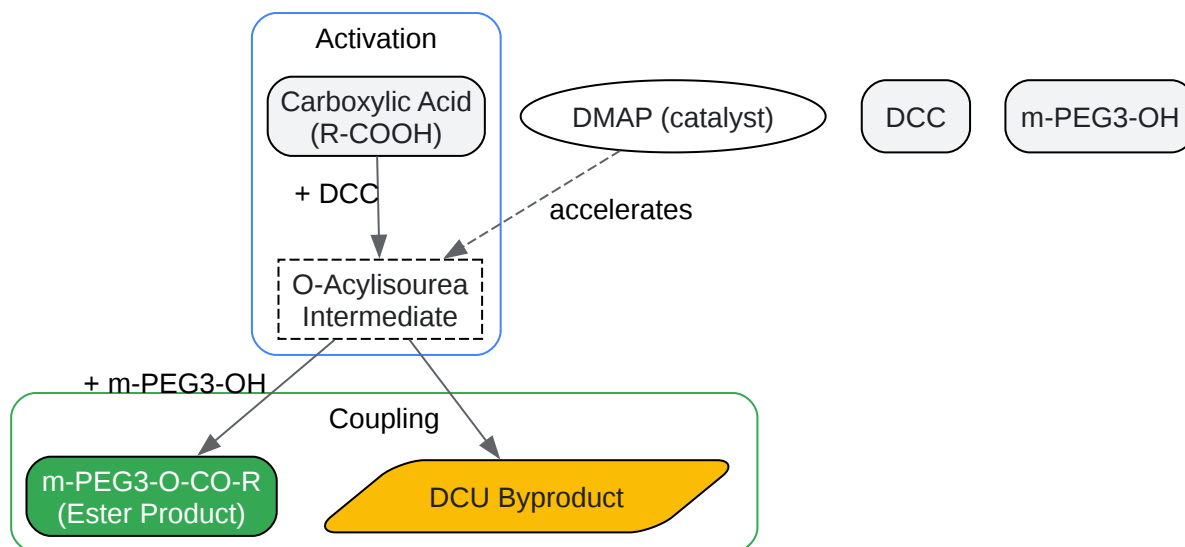 Activation
Carboxylic Acid
(R-COOH)
DMAP (catalyst)
DCC
m-PEG3-OH
+ DCC
accelerates
O-Acylisourea
Intermediate
+ m-PEG3-OH
Coupling
m-PEG3-O-CO-R
(Ester Product)
DCU Byproduct